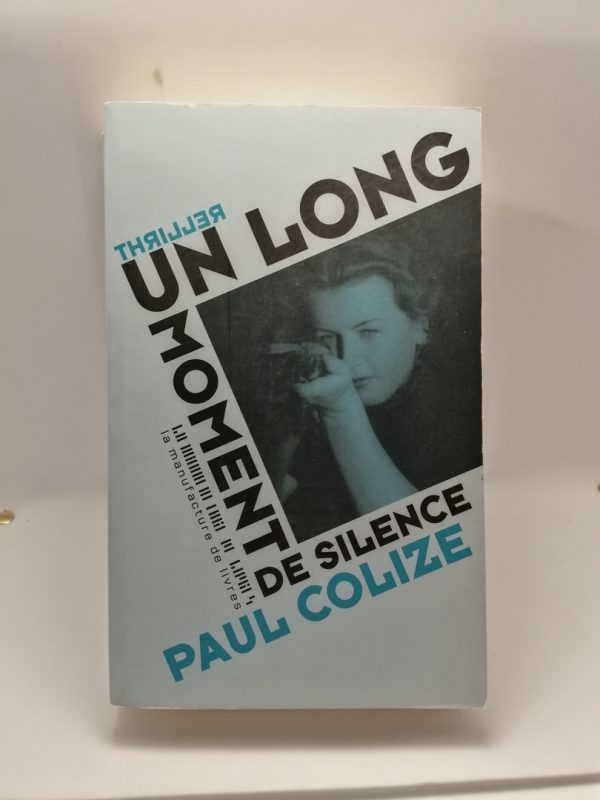 THRILLER
UN LONG
MOMENT
DE SILENCE
la manufacture de livres
PAUL COLIZE